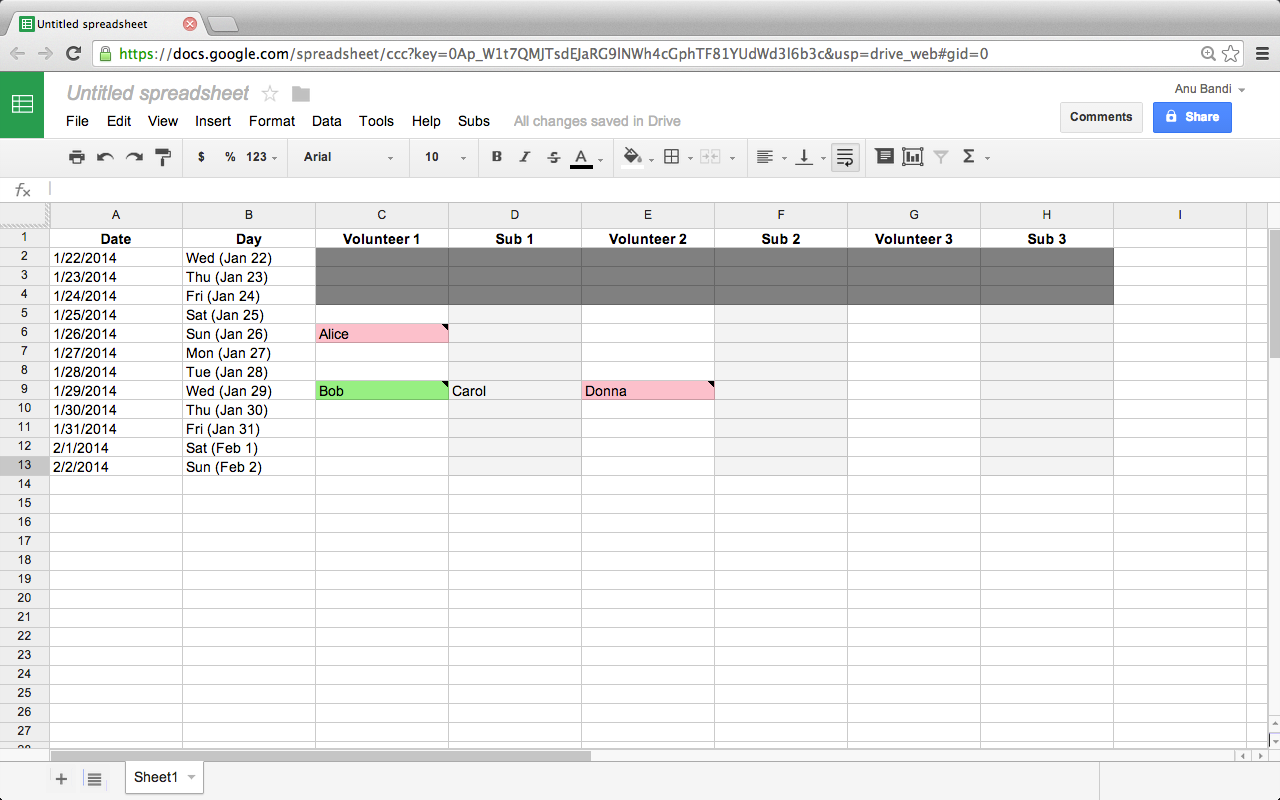 Untitled spreadsheet
https://docs.google.com/spreadsheet/ccc?key=0Ap_W1t7QMJTsdEJaRG9lNWh4cGphTF81YUdWd3l6b3c&usp=drive_web#gid=0
Untitled spreadsheet
Anu Bandi
File Edit View Insert Format Data Tools Help Subs All changes saved in Drive
Comments
Share
$ % 123 Arial 10 B I S A Σ
fx
A B C D E F G H I
1 Date Day Volunteer 1 Sub 1 Volunteer 2 Sub 2 Volunteer 3 Sub 3
2 1/22/2014 Wed (Jan 22)
3 1/23/2014 Thu (Jan 23)
4 1/24/2014 Fri (Jan 24)
5 1/25/2014 Sat (Jan 25)
6 1/26/2014 Sun (Jan 26) Alice
7 1/27/2014 Mon (Jan 27)
8 1/28/2014 Tue (Jan 28)
9 1/29/2014 Wed (Jan 29) Bob Carol Donna
10 1/30/2014 Thu (Jan 30)
11 1/31/2014 Fri (Jan 31)
12 2/1/2014 Sat (Feb 1)
13 2/2/2014 Sun (Feb 2)
14
15
16
17
18
19
20
21
22
23
24
25
26
27
28
Sheet1